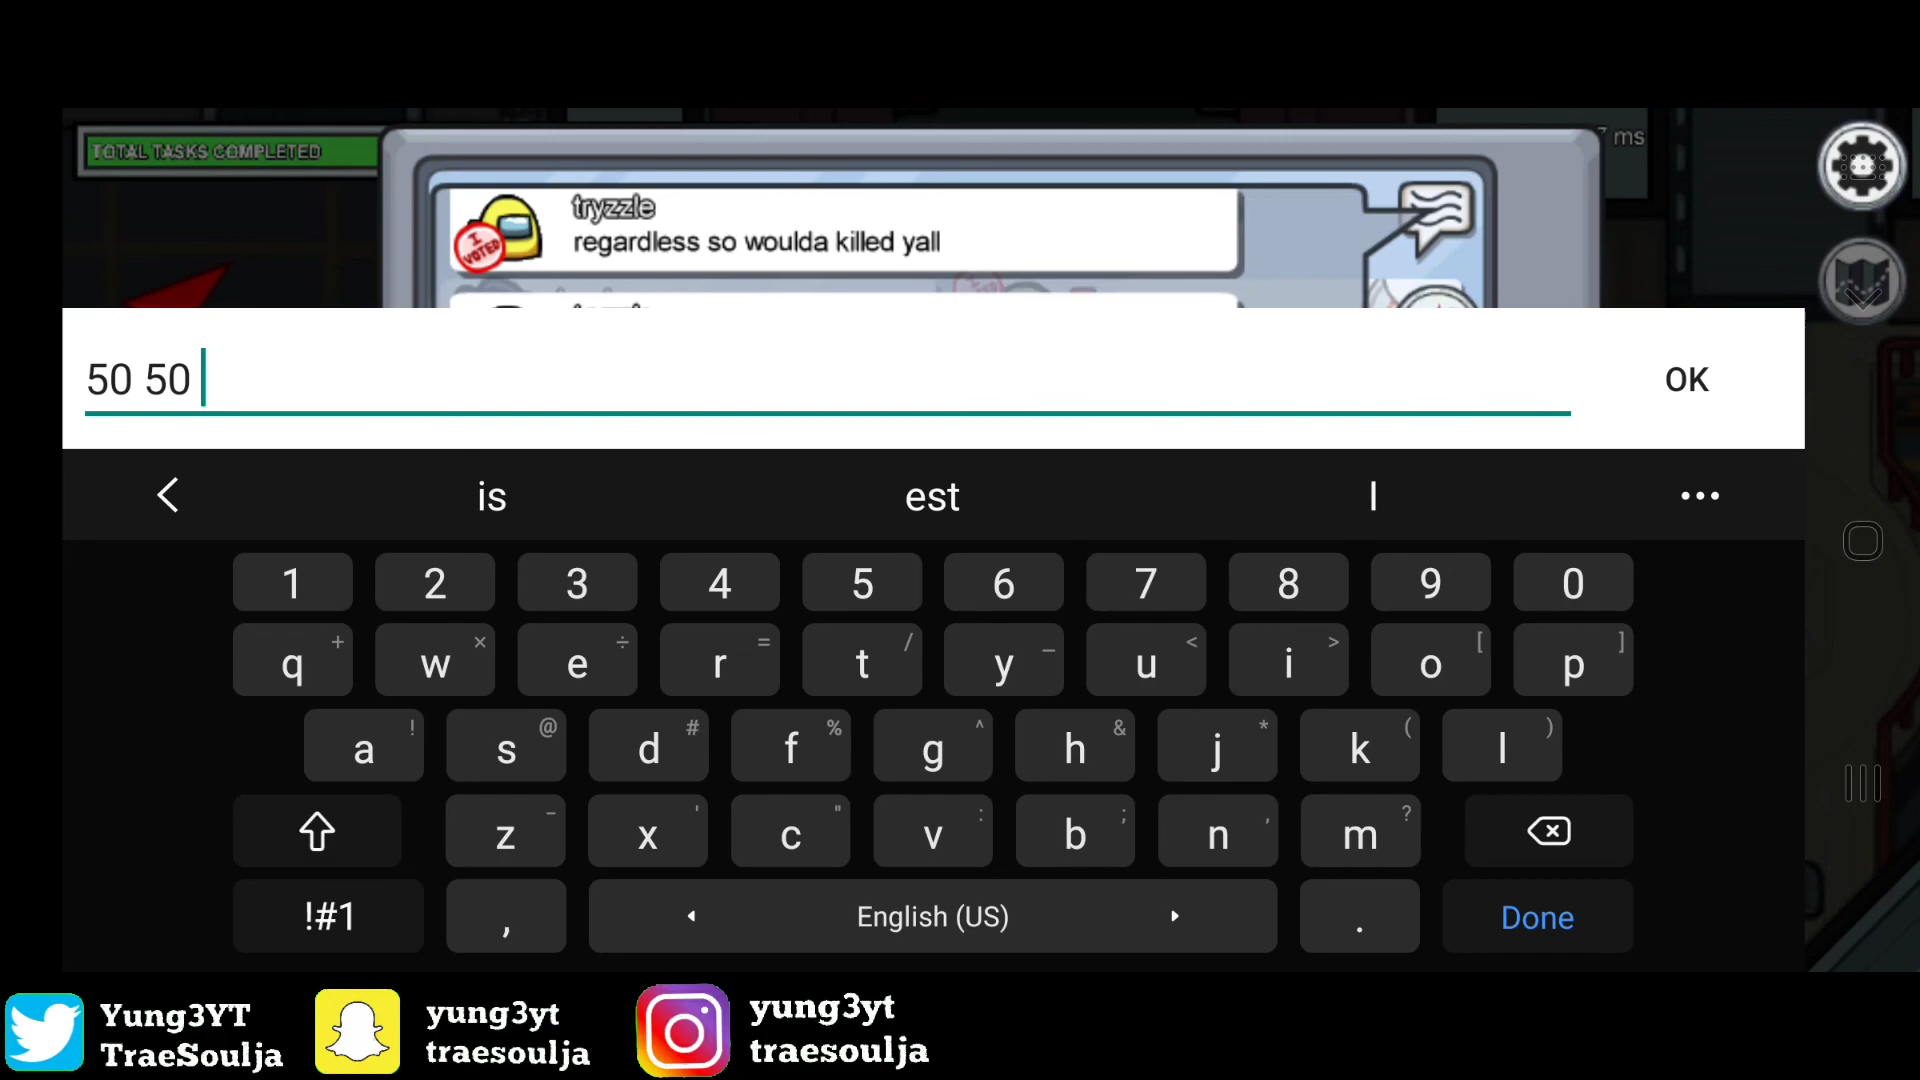 TOTAL TASKS COMPLETED
ms
tryzzle
regardless so woulda killed yall
I VOTED
50 50
OK
is est I
1 2 3 4 5 6 7 8 9 0
q + w × e ÷ r = t / y _ u < i > o [ p ]
a ! s @ d # f % g ^ h & j * k ( l )
z - x ' c " v : b ; n , m ?
!#1 , English (US) . Done
Yung3YT
TraeSoulja
yung3yt
traesoulja
yung3yt
traesoulja